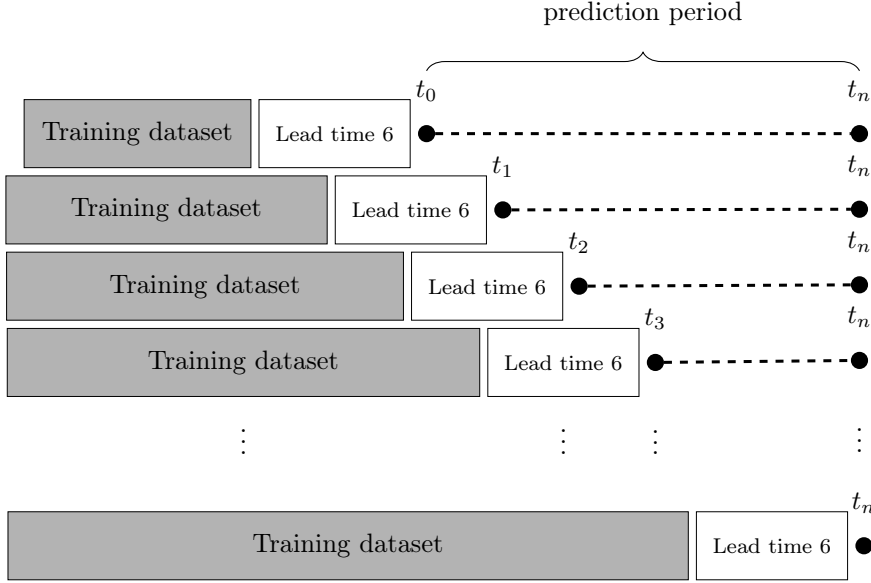 prediction period
t₀ tₙ
Training dataset Lead time 6
t₁ tₙ
Training dataset Lead time 6
t₂ tₙ
Training dataset Lead time 6
t₃ tₙ
Training dataset Lead time 6
⋮ ⋮ ⋮ ⋮
tₙ
Training dataset Lead time 6